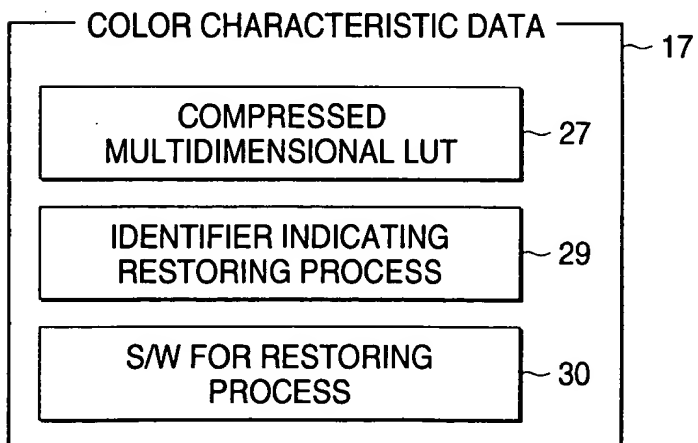 COLOR CHARACTERISTIC DATA
17
COMPRESSED
MULTIDIMENSIONAL LUT
27
IDENTIFIER INDICATING
RESTORING PROCESS
29
S/W FOR RESTORING
PROCESS
30